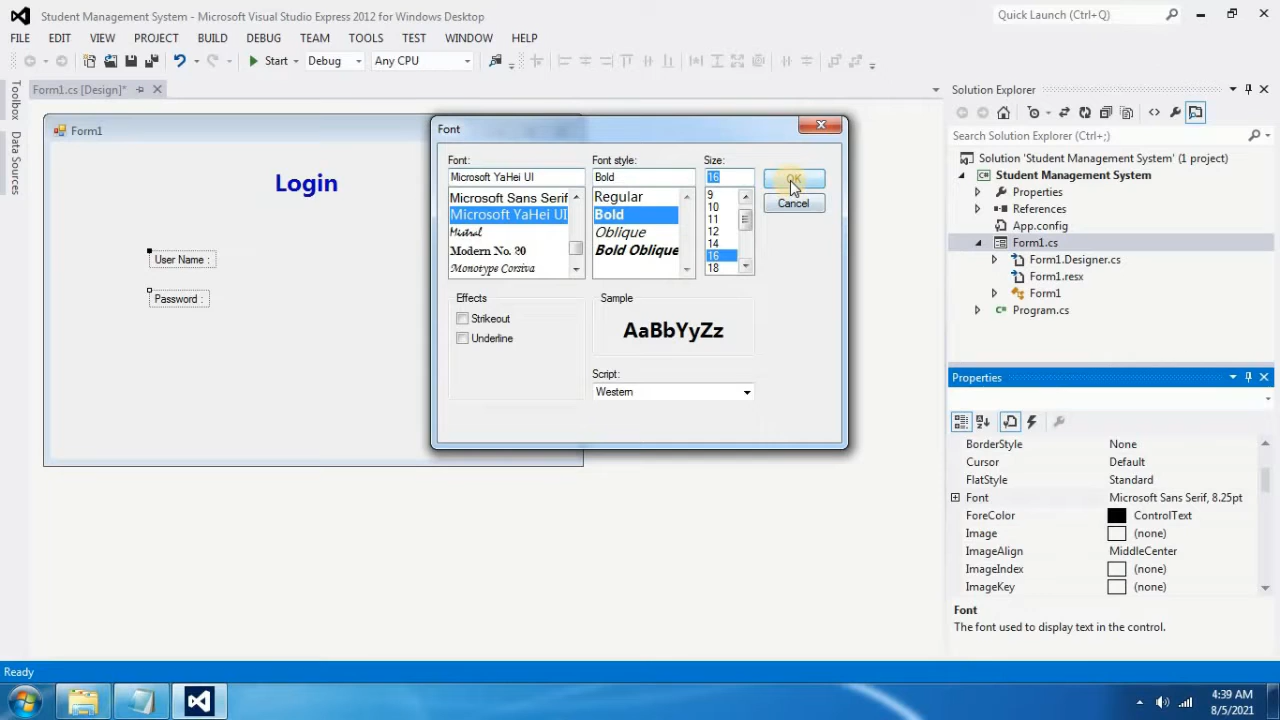 Student Management System - Microsoft Visual Studio Express 2012 for Windows Desktop
Quick Launch (Ctrl+Q)
FILE EDIT VIEW PROJECT BUILD DEBUG TEAM TOOLS TEST WINDOW HELP
Start Debug Any CPU
Form1.cs [Design]*
Toolbox
Data Sources
Form1
Login
User Name :
Password :
Font
Font: Font style: Size:
Microsoft YaHei UI Bold 16
OK
Cancel
Microsoft Sans Serif
Microsoft YaHei UI
Mistral
Modern No. 20
Monotype Corsiva
Regular
Bold
Oblique
Bold Oblique
9
10
11
12
14
16
18
Effects
Strikeout
Underline
Sample
AaBbYyZz
Script:
Western
Solution Explorer
Search Solution Explorer (Ctrl+;)
Solution 'Student Management System' (1 project)
Student Management System
Properties
References
App.config
Form1.cs
Form1.Designer.cs
Form1.resx
Form1
Program.cs
Properties
BorderStyle None
Cursor Default
FlatStyle Standard
Font Microsoft Sans Serif, 8.25pt
ForeColor ControlText
Image (none)
ImageAlign MiddleCenter
ImageIndex (none)
ImageKey (none)
Font
The font used to display text in the control.
Ready
4:39 AM
8/5/2021